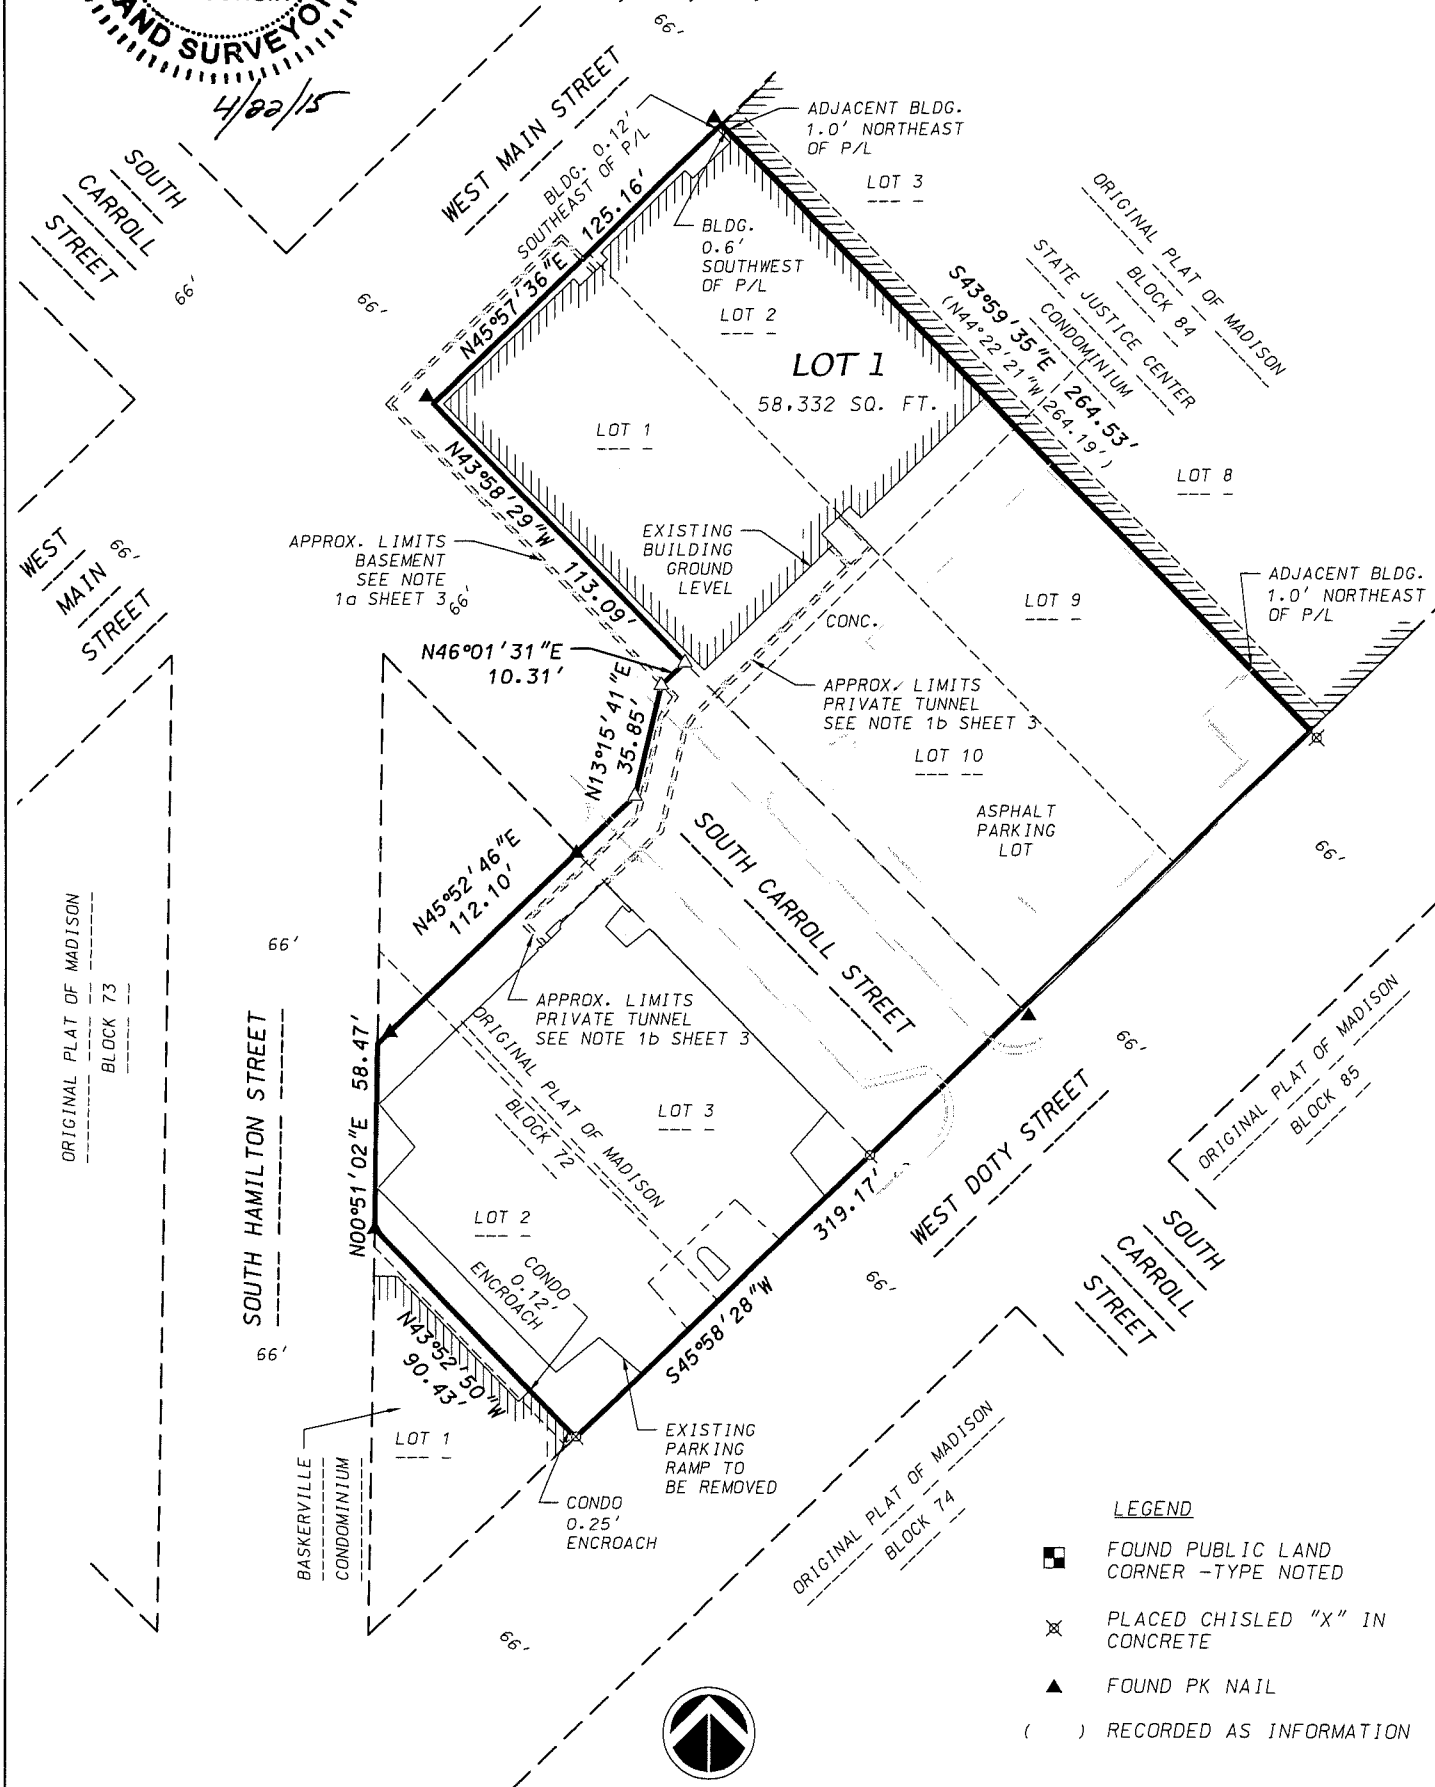 LAND SURVEYOR
4/22/15
66'
WEST MAIN STREET
SOUTH
CARROLL
STREET
66'
66'
BLDG. 0.12'
SOUTHEAST OF P/L
N45°57'36"E 125.16'
ADJACENT BLDG.
1.0' NORTHEAST
OF P/L
LOT 3
BLDG.
0.6'
SOUTHWEST
OF P/L
LOT 2
LOT 1
58,332 SQ. FT.
LOT 1
ORIGINAL PLAT OF MADISON
BLOCK 84
STATE JUSTICE CENTER
CONDOMINIUM
S43°59'35"E 264.53'
(N44°22'21"W 264.19')
LOT 8
WEST
MAIN
STREET
66'
APPROX. LIMITS
BASEMENT
SEE NOTE
1a SHEET 3
66'
N43°58'29"W 113.09'
EXISTING
BUILDING
GROUND
LEVEL
CONC.
LOT 9
ADJACENT BLDG.
1.0' NORTHEAST
OF P/L
N46°01'31"E
10.31'
N13°15'41"E
35.85'
APPROX. LIMITS
PRIVATE TUNNEL
SEE NOTE 1b SHEET 3
LOT 10
ASPHALT
PARKING
LOT
66'
SOUTH CARROLL STREET
N45°52'46"E
112.10'
ORIGINAL PLAT OF MADISON
BLOCK 73
66'
SOUTH HAMILTON STREET
66'
N00°51'02"E 58.47'
APPROX. LIMITS
PRIVATE TUNNEL
SEE NOTE 1b SHEET 3
ORIGINAL PLAT OF MADISON
BLOCK 72
LOT 3
LOT 2
66'
ORIGINAL PLAT OF MADISON
BLOCK 85
WEST DOTY STREET
SOUTH
CARROLL
STREET
66'
S45°58'28"W 319.17'
CONDO
0.12'
ENCROACH
N43°52'50"W
90.43'
LOT 1
BASKERVILLE
CONDOMINIUM
EXISTING
PARKING
RAMP TO
BE REMOVED
CONDO
0.25'
ENCROACH
ORIGINAL PLAT OF MADISON
BLOCK 74
66'
LEGEND
FOUND PUBLIC LAND
CORNER -TYPE NOTED
PLACED CHISLED "X" IN
CONCRETE
FOUND PK NAIL
( ) RECORDED AS INFORMATION